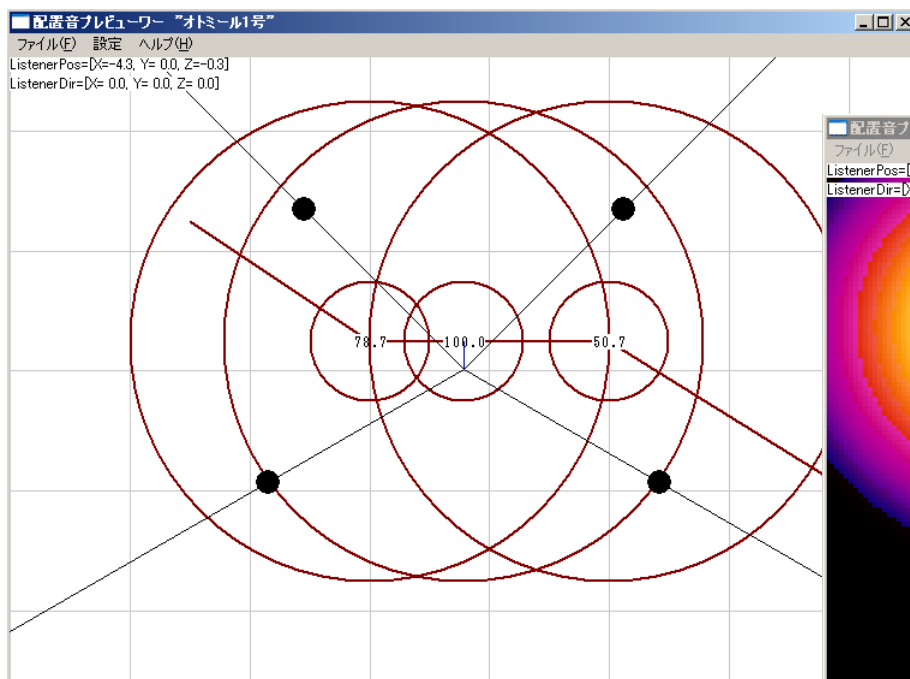 配置音プレビューワー "オトミール1号"
ファイル(F) 設定 ヘルプ(H)
ListenerPos=[X=-4.3, Y= 0.0, Z=-0.3]
ListenerDir=[X= 0.0, Y= 0.0, Z= 0.0]
78.7 100.0 50.7
配置音プ
ファイル(F)
ListenerPos=[
ListenerDir=[X